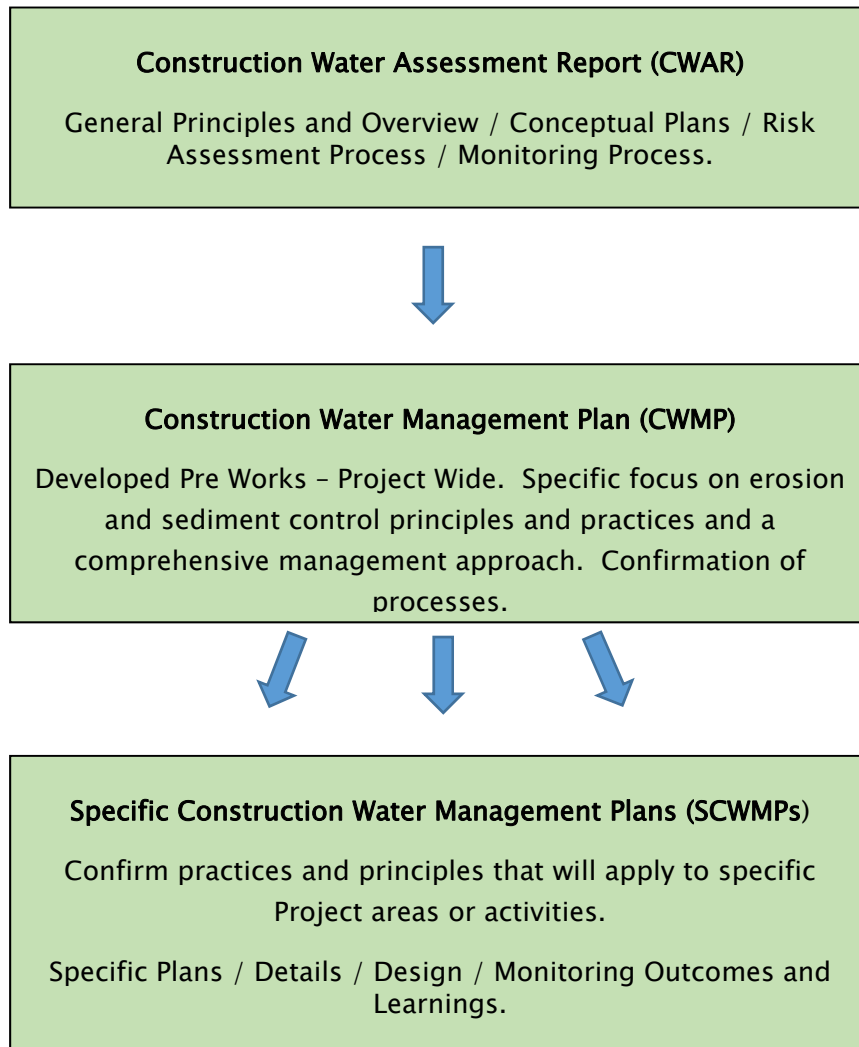 Construction Water Assessment Report (CWAR)
General Principles and Overview / Conceptual Plans / Risk
Assessment Process / Monitoring Process.
Construction Water Management Plan (CWMP)
Developed Pre Works – Project Wide.  Specific focus on erosion
and sediment control principles and practices and a
comprehensive management approach.  Confirmation of
processes.
Specific Construction Water Management Plans (SCWMPs)
Confirm practices and principles that will apply to specific
Project areas or activities.
Specific Plans / Details / Design / Monitoring Outcomes and
Learnings.